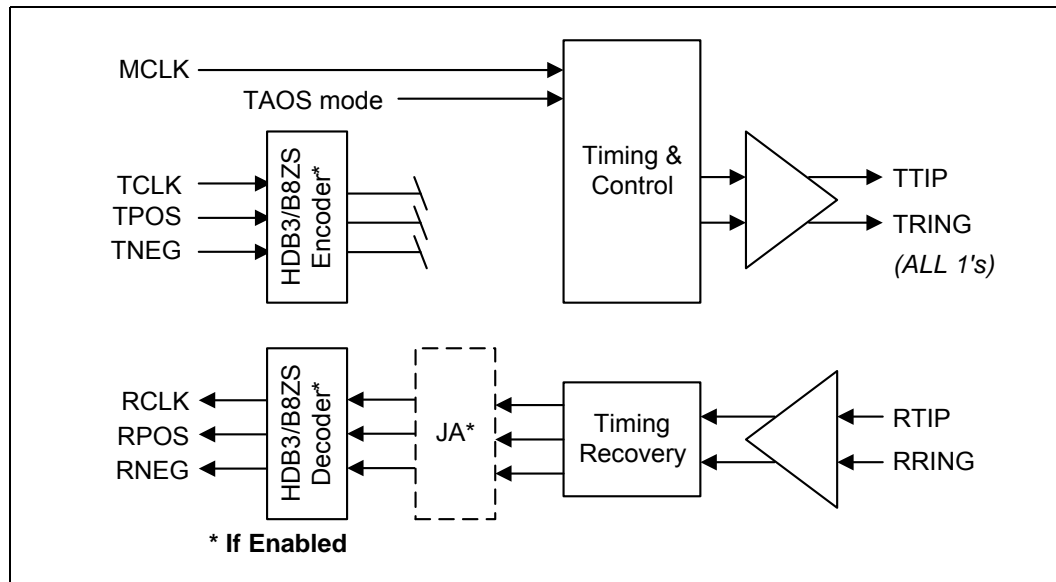 MCLK
TAOS mode
TCLK
TPOS
TNEG
HDB3/B8ZS
Encoder*
Timing &
Control
TTIP
TRING
(ALL 1's)
RCLK
RPOS
RNEG
HDB3/B8ZS
Decoder*
JA*
Timing
Recovery
RTIP
RRING
* If Enabled